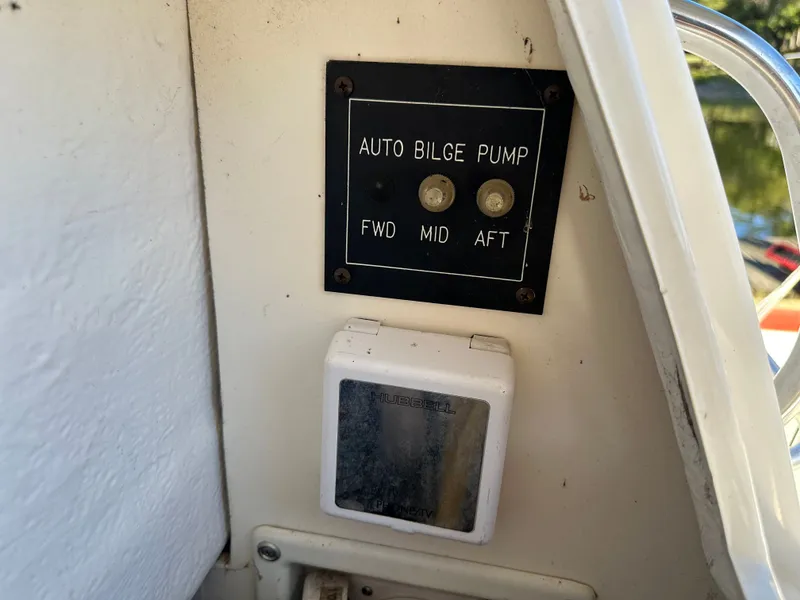 AUTO BILGE PUMP
FWD MID AFT
HUBBELL